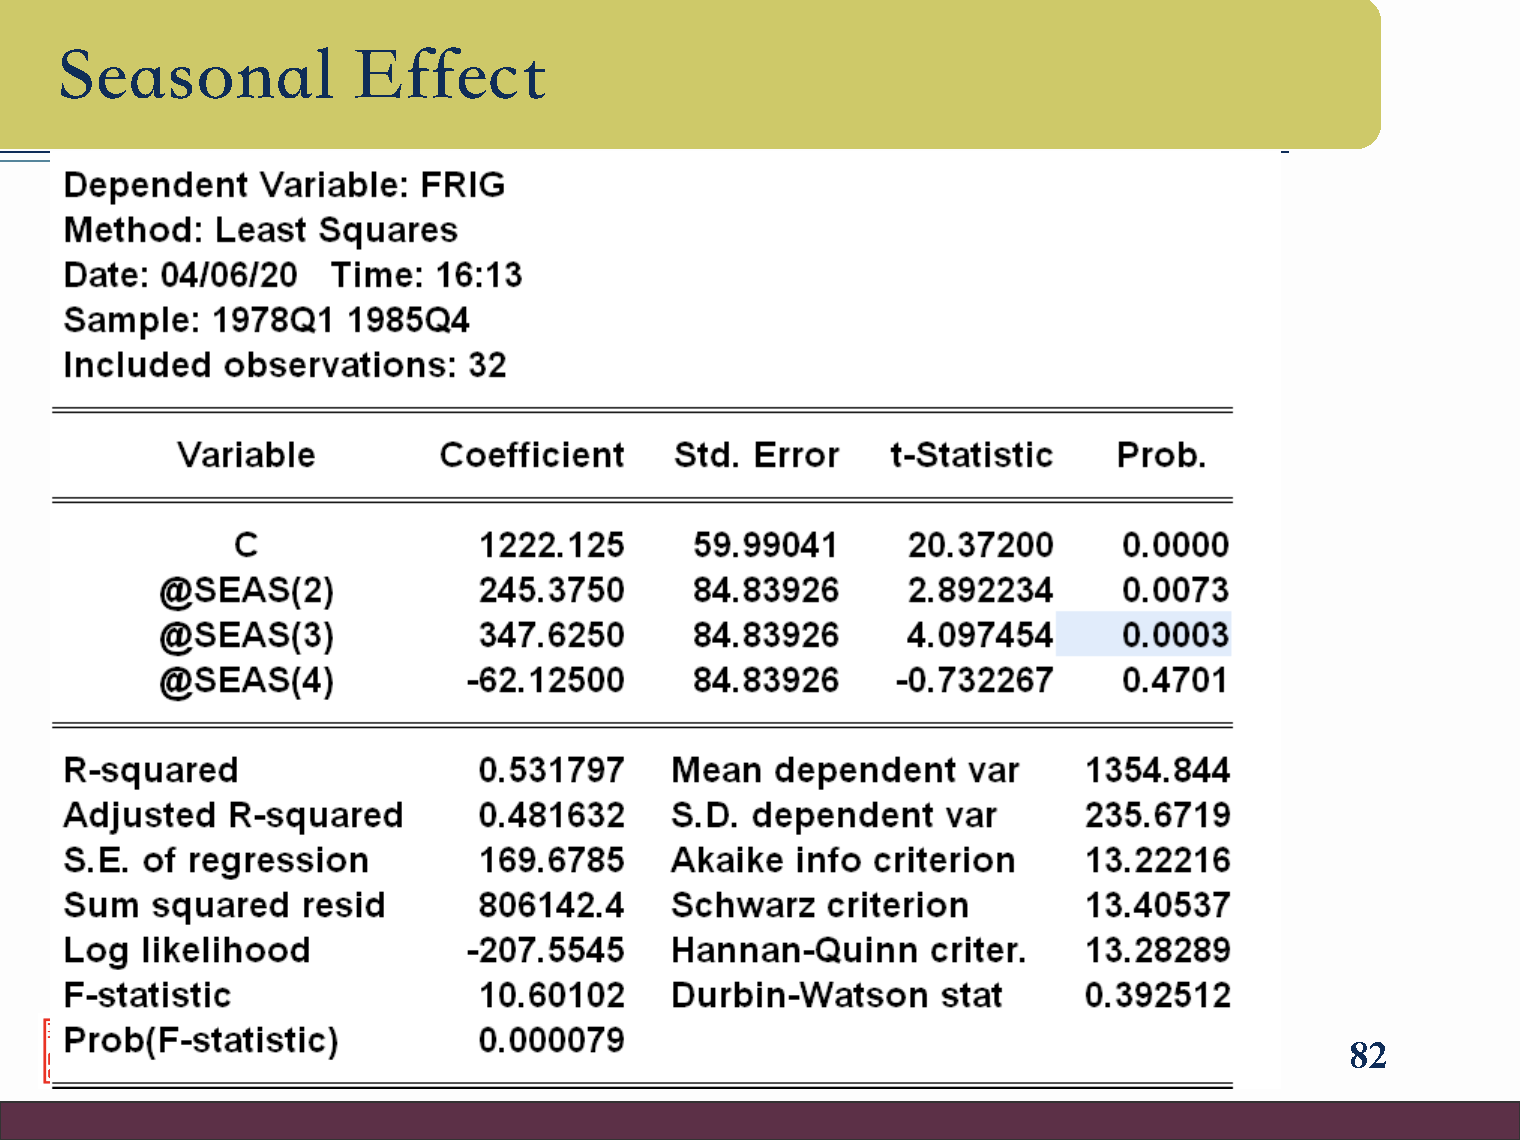 Seasonal Effect
Dependent Variable: FRIG
Method: Least Squares
Date: 04/06/20 Time: 16:13
Sample: 1978Q1 1985Q4
Included observations: 32
Variable Coefficient Std. Error t-Statistic Prob.
C 1222.125 59.99041 20.37200 0.0000
@SEAS(2) 245.3750 84.83926 2.892234 0.0073
@SEAS(3) 347.6250 84.83926 4.097454 0.0003
@SEAS(4) -62.12500 84.83926 -0.732267 0.4701
R-squared 0.531797 Mean dependent var 1354.844
Adjusted R-squared 0.481632 S.D. dependent var 235.6719
S.E. of regression 169.6785 Akaike info criterion 13.22216
Sum squared resid 806142.4 Schwarz criterion 13.40537
Log likelihood -207.5545 Hannan-Quinn criter. 13.28289
F-statistic 10.60102 Durbin-Watson stat 0.392512
Prob(F-statistic) 0.000079
82